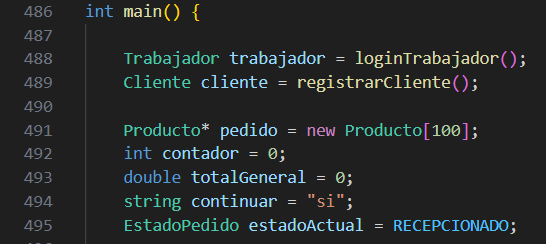 486 int main() {
487
488 Trabajador trabajador = loginTrabajador();
489 Cliente cliente = registrarCliente();
490
491 Producto* pedido = new Producto[100];
492 int contador = 0;
493 double totalGeneral = 0;
494 string continuar = "si";
495 EstadoPedido estadoActual = RECEPCIONADO;